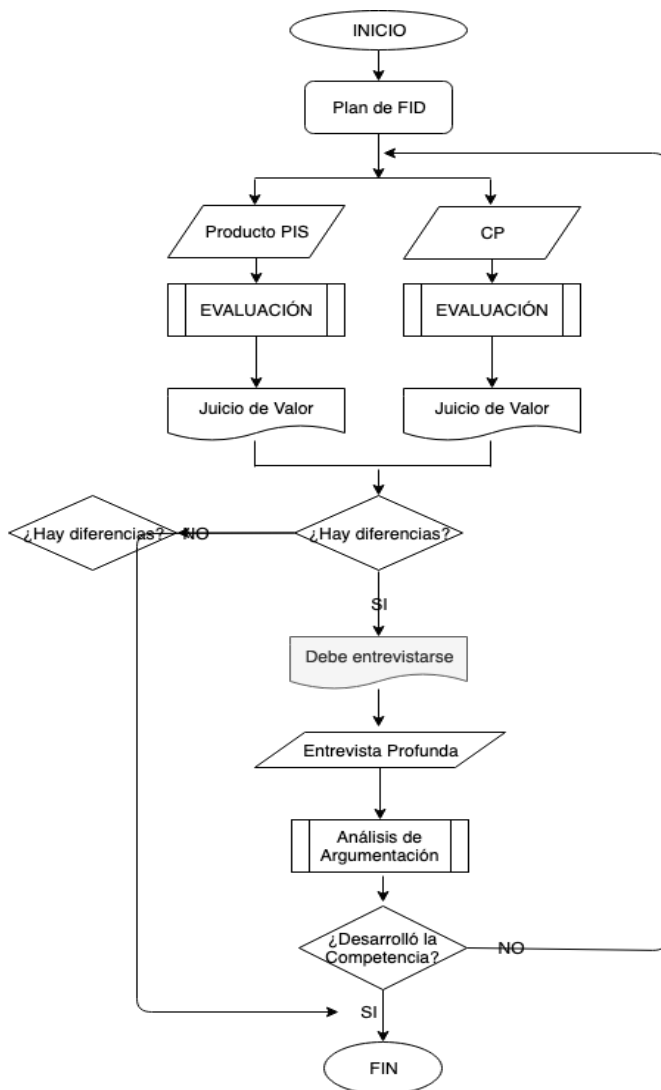 INICIO
Plan de FID
Producto PIS
CP
EVALUACIÓN
EVALUACIÓN
Juicio de Valor
Juicio de Valor
¿Hay diferencias?
NO
¿Hay diferencias?
SI
Debe entrevistarse
Entrevista Profunda
Análisis de
Argumentación
¿Desarrolló la
Competencia?
NO
SI
FIN